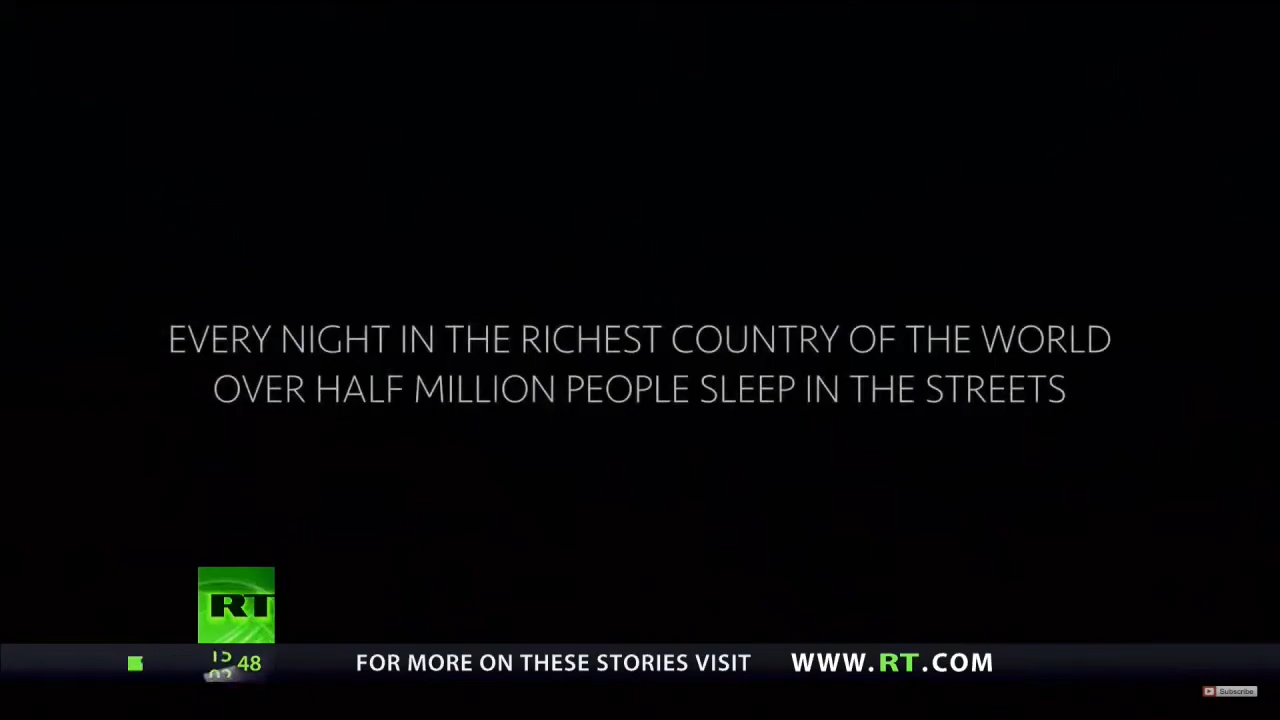 EVERY NIGHT IN THE RICHEST COUNTRY OF THE WORLD
OVER HALF MILLION PEOPLE SLEEP IN THE STREETS
RT
48
FOR MORE ON THESE STORIES VISIT WWW.RT.COM
Subscribe